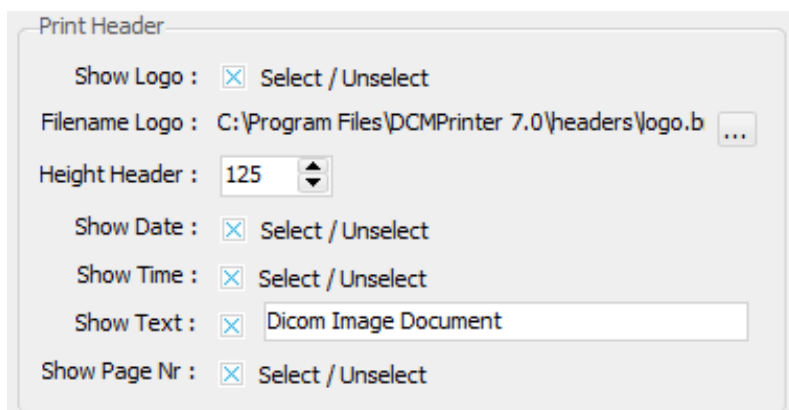 Print Header
Show Logo : Select / Unselect
Filename Logo : C:\Program Files\DCMPrinter 7.0\headers\logo.b ...
Height Header : 125
Show Date : Select / Unselect
Show Time : Select / Unselect
Show Text : Dicom Image Document
Show Page Nr : Select / Unselect